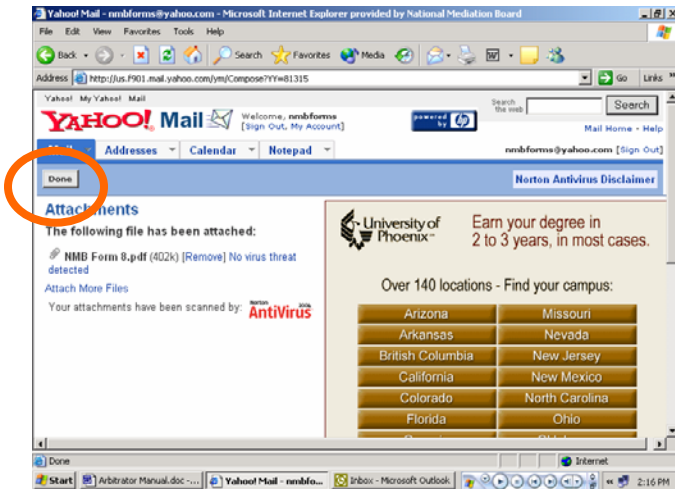 Yahoo! Mail - nmbforms@yahoo.com - Microsoft Internet Explorer provided by National Mediation Board
File Edit View Favorites Tools Help
Back Search Favorites Media
Address http://us.f901.mail.yahoo.com/ym/Compose?YY=81315 Go Links »
Yahoo! My Yahoo! Mail
YAHOO! Mail Welcome, nmbforms
[Sign Out, My Account]
powered by hp
Search the web Search
Mail Home - Help
Addresses Calendar Notepad nmbforms@yahoo.com [Sign Out]
Done Norton Antivirus Disclaimer
Attachments
The following file has been attached:
NMB Form 8.pdf (402k) [Remove] No virus threat
detected
Attach More Files
Your attachments have been scanned by: Norton AntiVirus
University of
Phoenix
Earn your degree in
2 to 3 years, in most cases.
Over 140 locations - Find your campus:
Arizona Missouri
Arkansas Nevada
British Columbia New Jersey
California New Mexico
Colorado North Carolina
Florida Ohio
Done Internet
Start Arbitrator Manual.doc -... Yahoo! Mail - nmbfo... Inbox - Microsoft Outlook « 2:16 PM